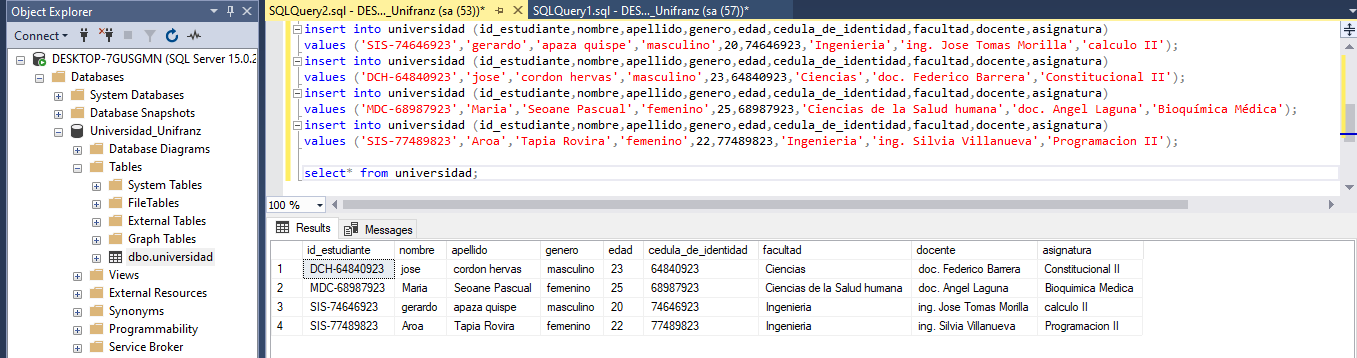 Object Explorer
Connect
DESKTOP-7GUSGMN (SQL Server 15.0.2
Databases
System Databases
Database Snapshots
Universidad_Unifranz
Database Diagrams
Tables
System Tables
FileTables
External Tables
Graph Tables
dbo.universidad
Views
External Resources
Synonyms
Programmability
Service Broker
SQLQuery2.sql - DES..._Unifranz (sa (53))* SQLQuery1.sql - DES..._Unifranz (sa (57))*
insert into universidad (id_estudiante,nombre,apellido,genero,edad,cedula_de_identidad,facultad,docente,asignatura)
values ('SIS-74646923','gerardo','apaza quispe','masculino',20,74646923,'Ingenieria','ing. Jose Tomas Morilla','calculo II');
insert into universidad (id_estudiante,nombre,apellido,genero,edad,cedula_de_identidad,facultad,docente,asignatura)
values ('DCH-64840923','jose','cordon hervas','masculino',23,64840923,'Ciencias','doc. Federico Barrera','Constitucional II');
insert into universidad (id_estudiante,nombre,apellido,genero,edad,cedula_de_identidad,facultad,docente,asignatura)
values ('MDC-68987923','Maria','Seoane Pascual','femenino',25,68987923,'Ciencias de la Salud humana','doc. Angel Laguna','Bioquímica Médica');
insert into universidad (id_estudiante,nombre,apellido,genero,edad,cedula_de_identidad,facultad,docente,asignatura)
values ('SIS-77489823','Aroa','Tapia Rovira','femenino',22,77489823,'Ingenieria','ing. Silvia Villanueva','Programacion II');
select* from universidad;
100 %
Results Messages
id_estudiante nombre apellido genero edad cedula_de_identidad facultad docente asignatura
1 DCH-64840923 jose cordon hervas masculino 23 64840923 Ciencias doc. Federico Barrera Constitucional II
2 MDC-68987923 Maria Seoane Pascual femenino 25 68987923 Ciencias de la Salud humana doc. Angel Laguna Bioquimica Medica
3 SIS-74646923 gerardo apaza quispe masculino 20 74646923 Ingenieria ing. Jose Tomas Morilla calculo II
4 SIS-77489823 Aroa Tapia Rovira femenino 22 77489823 Ingenieria ing. Silvia Villanueva Programacion II